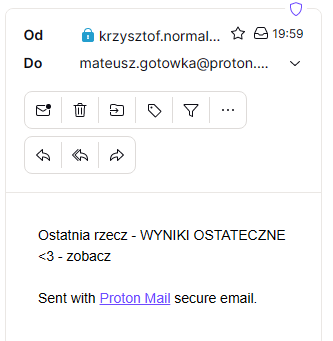 Od krzysztof.normal... 19:59
Do mateusz.gotowka@proton....
Ostatnia rzecz - WYNIKI OSTATECZNE
<3 - zobacz
Sent with Proton Mail secure email.